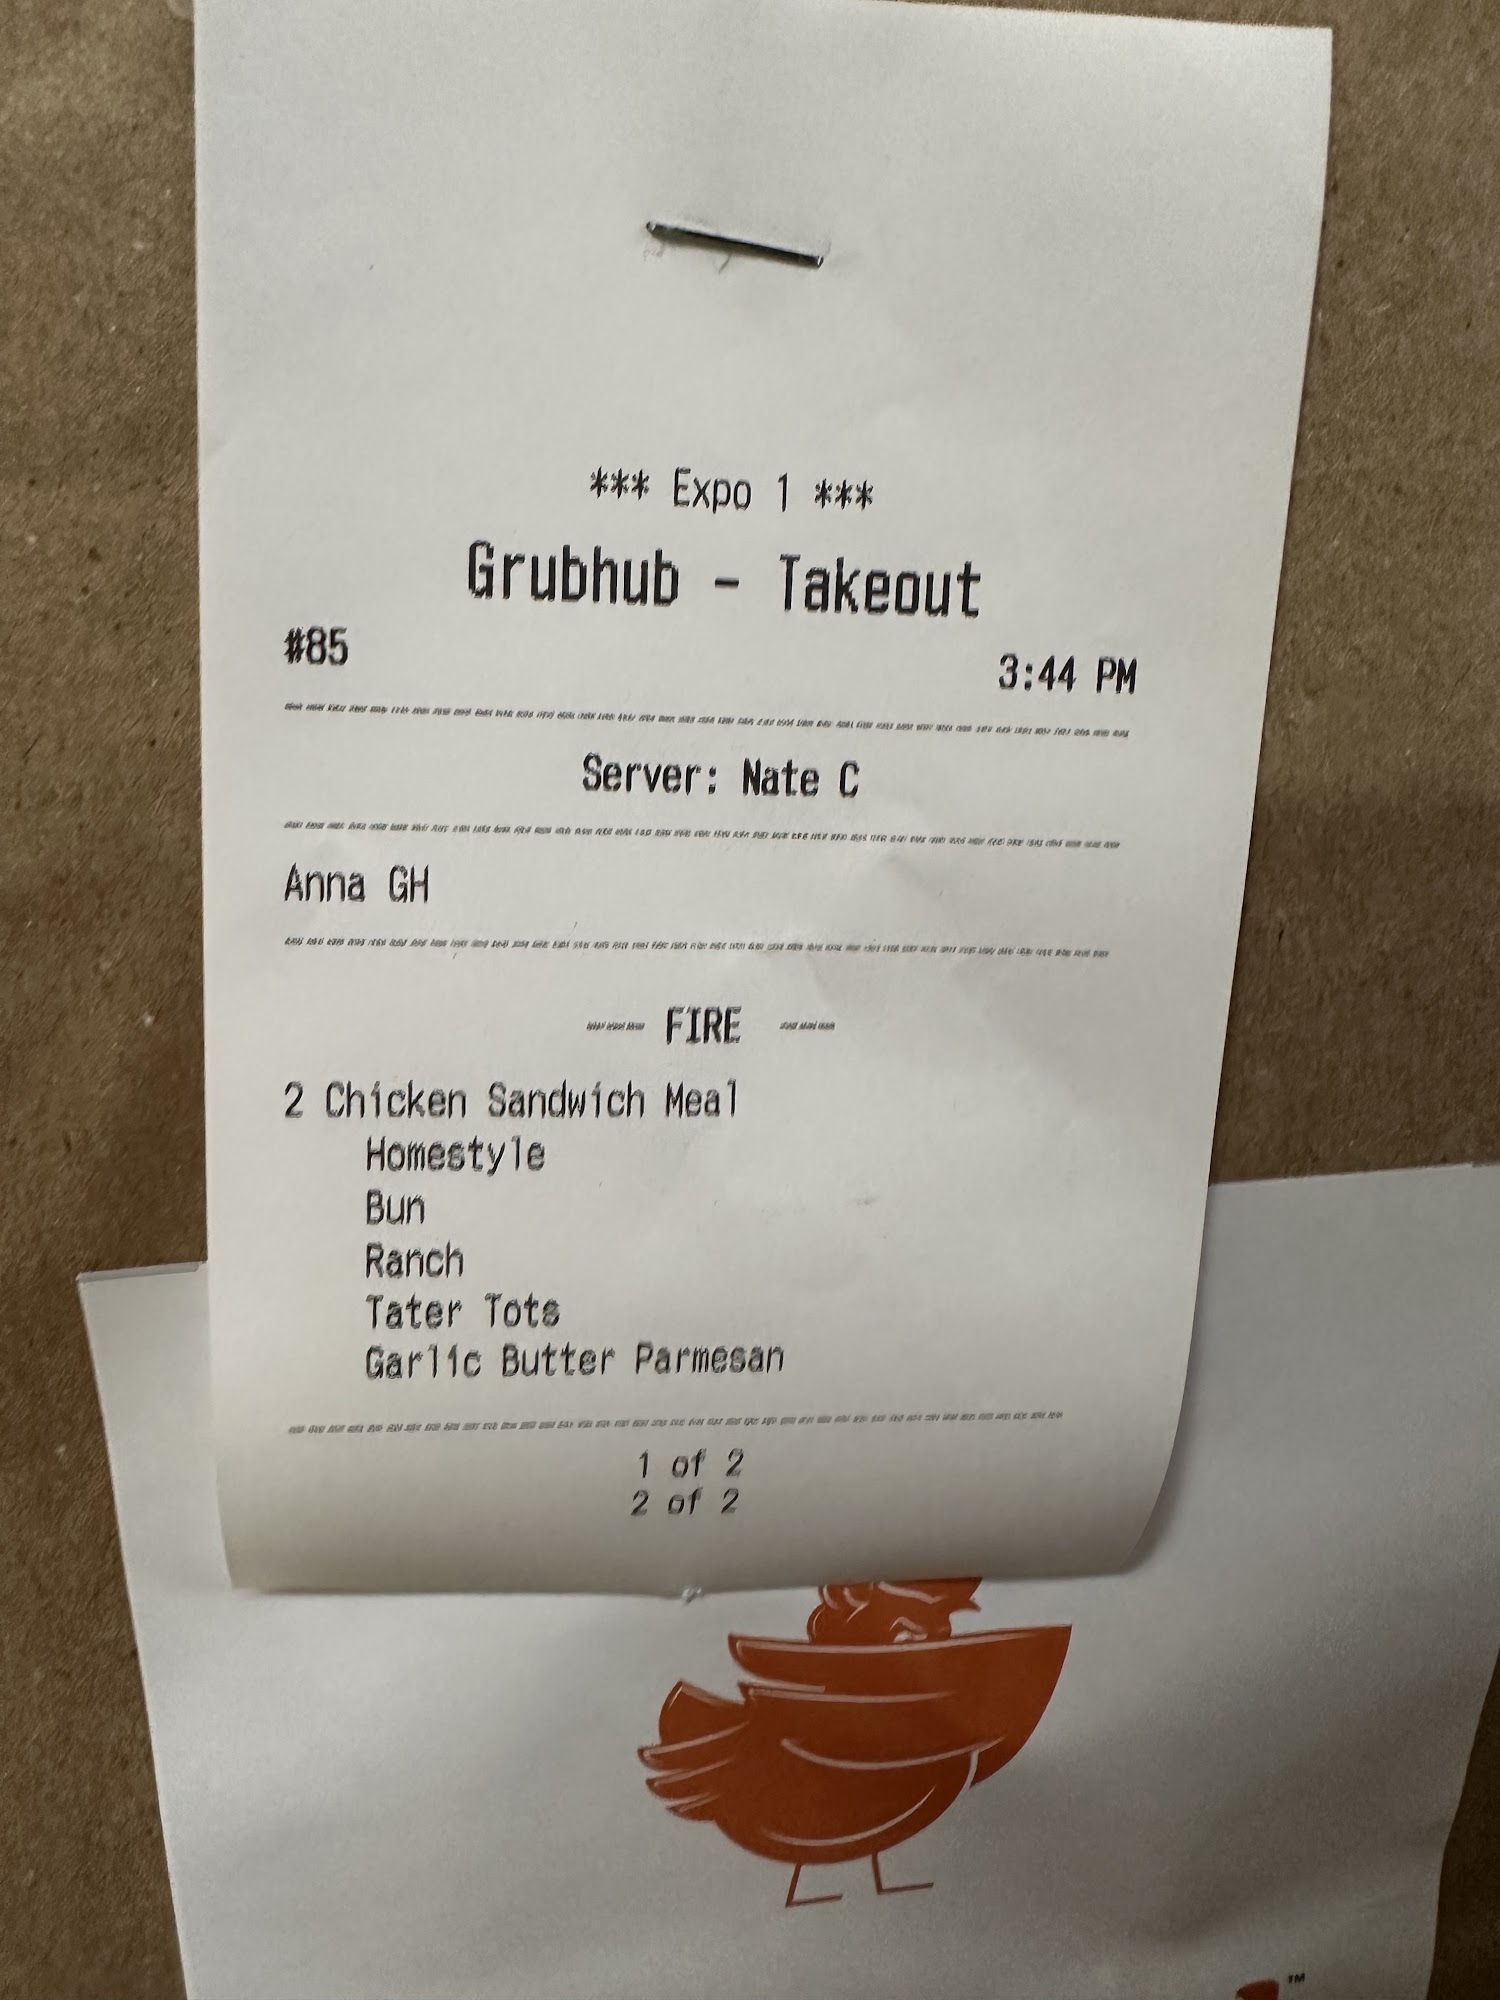 *** Expo 1 ***
Grubhub - Takeout
#85
3:44 PM
Server: Nate C
Anna GH
--- FIRE ---
2 Chicken Sandwich Meal
Homestyle
Bun
Ranch
Tater Tots
Garlic Butter Parmesan
1 of 2
2 of 2
TM